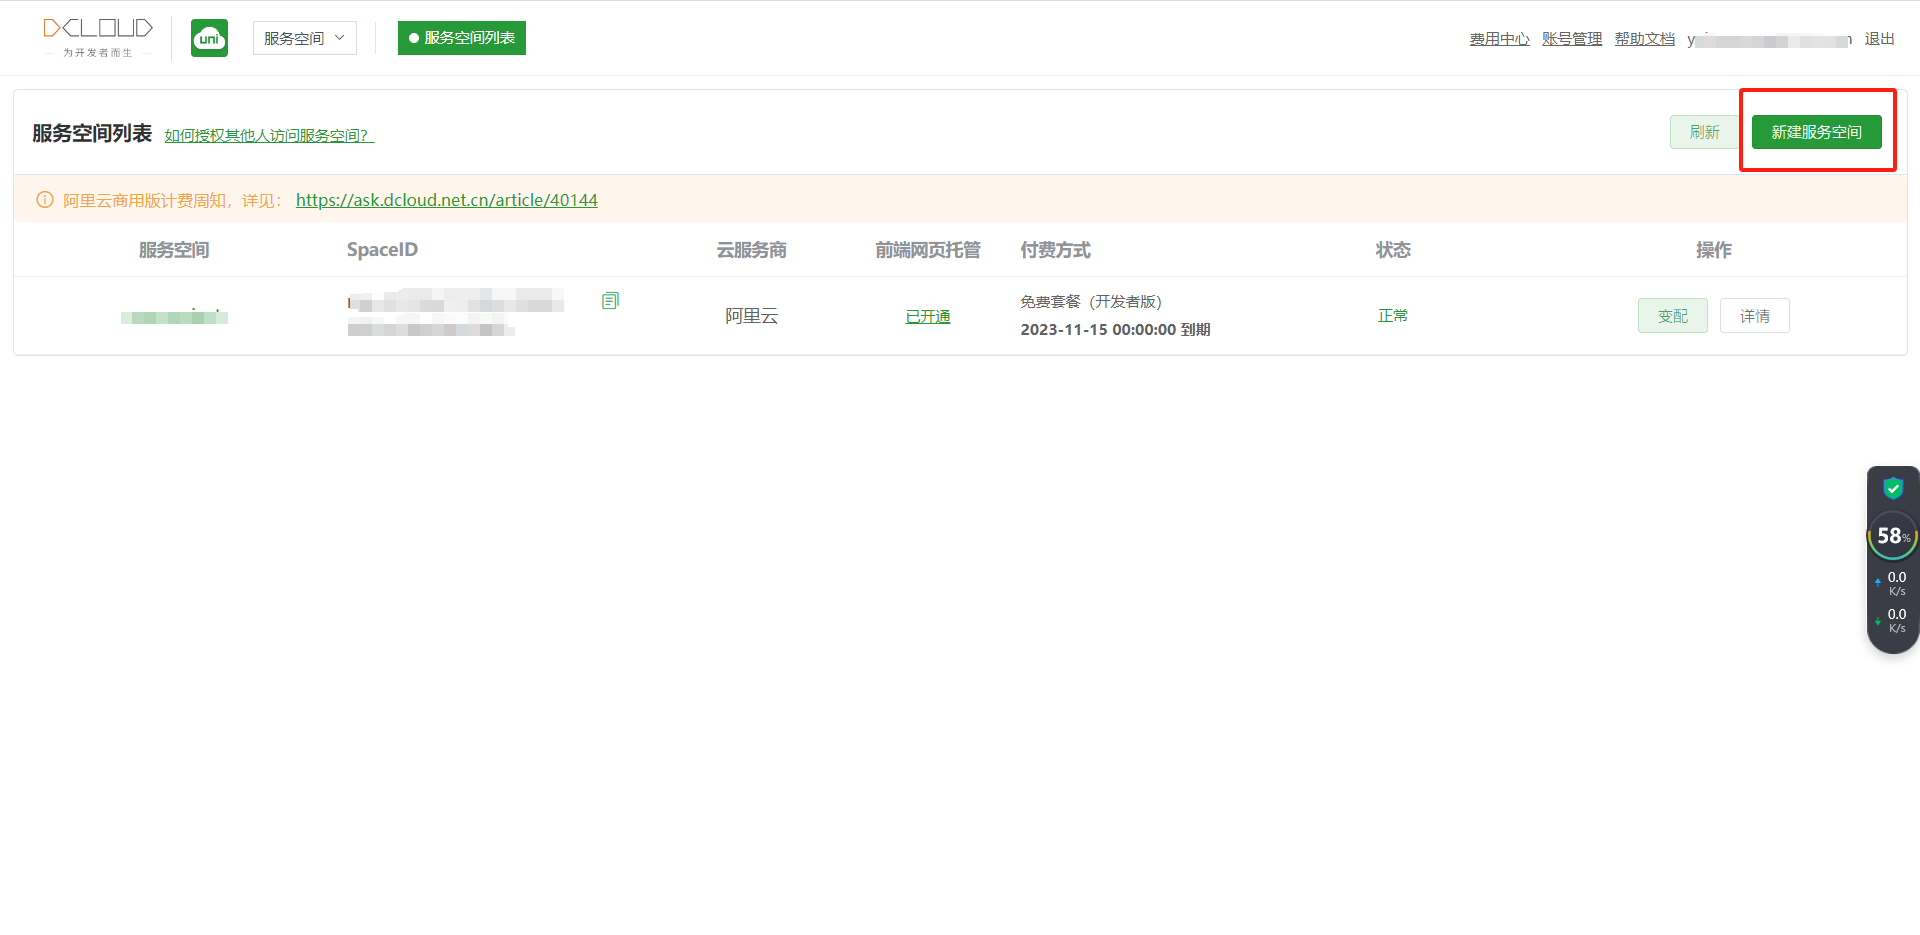 DCLOUD
为开发者而生
uni
服务空间
服务空间列表
费用中心 账号管理 帮助文档
退出
服务空间列表 如何授权其他人访问服务空间？
刷新
新建服务空间
阿里云商用版计费周知，详见： https://ask.dcloud.net.cn/article/40144
服务空间 SpaceID 云服务商 前端网页托管 付费方式 状态 操作
阿里云 已开通 免费套餐（开发者版）
2023-11-15 00:00:00 到期
正常 变配 详情
58%
0.0
K/s
0.0
K/s